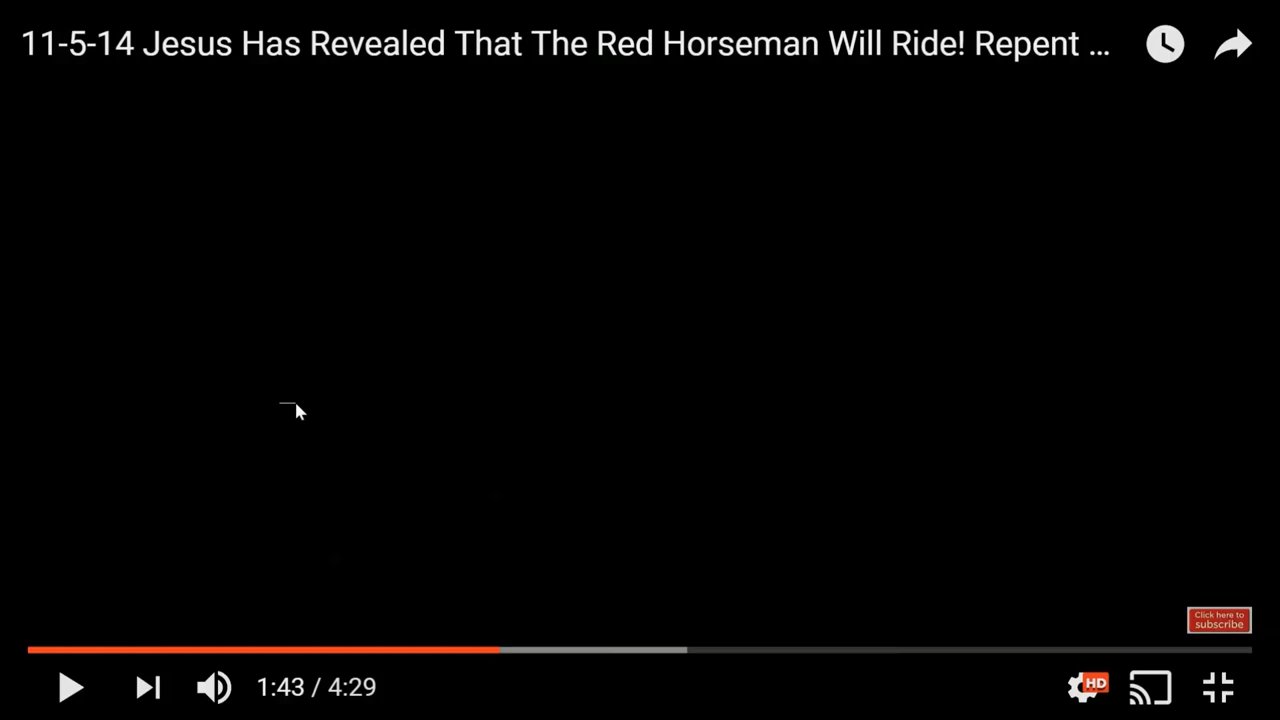 11-5-14 Jesus Has Revealed That The Red Horseman Will Ride! Repent ...
Click here to
subscribe
1:43 / 4:29
HD